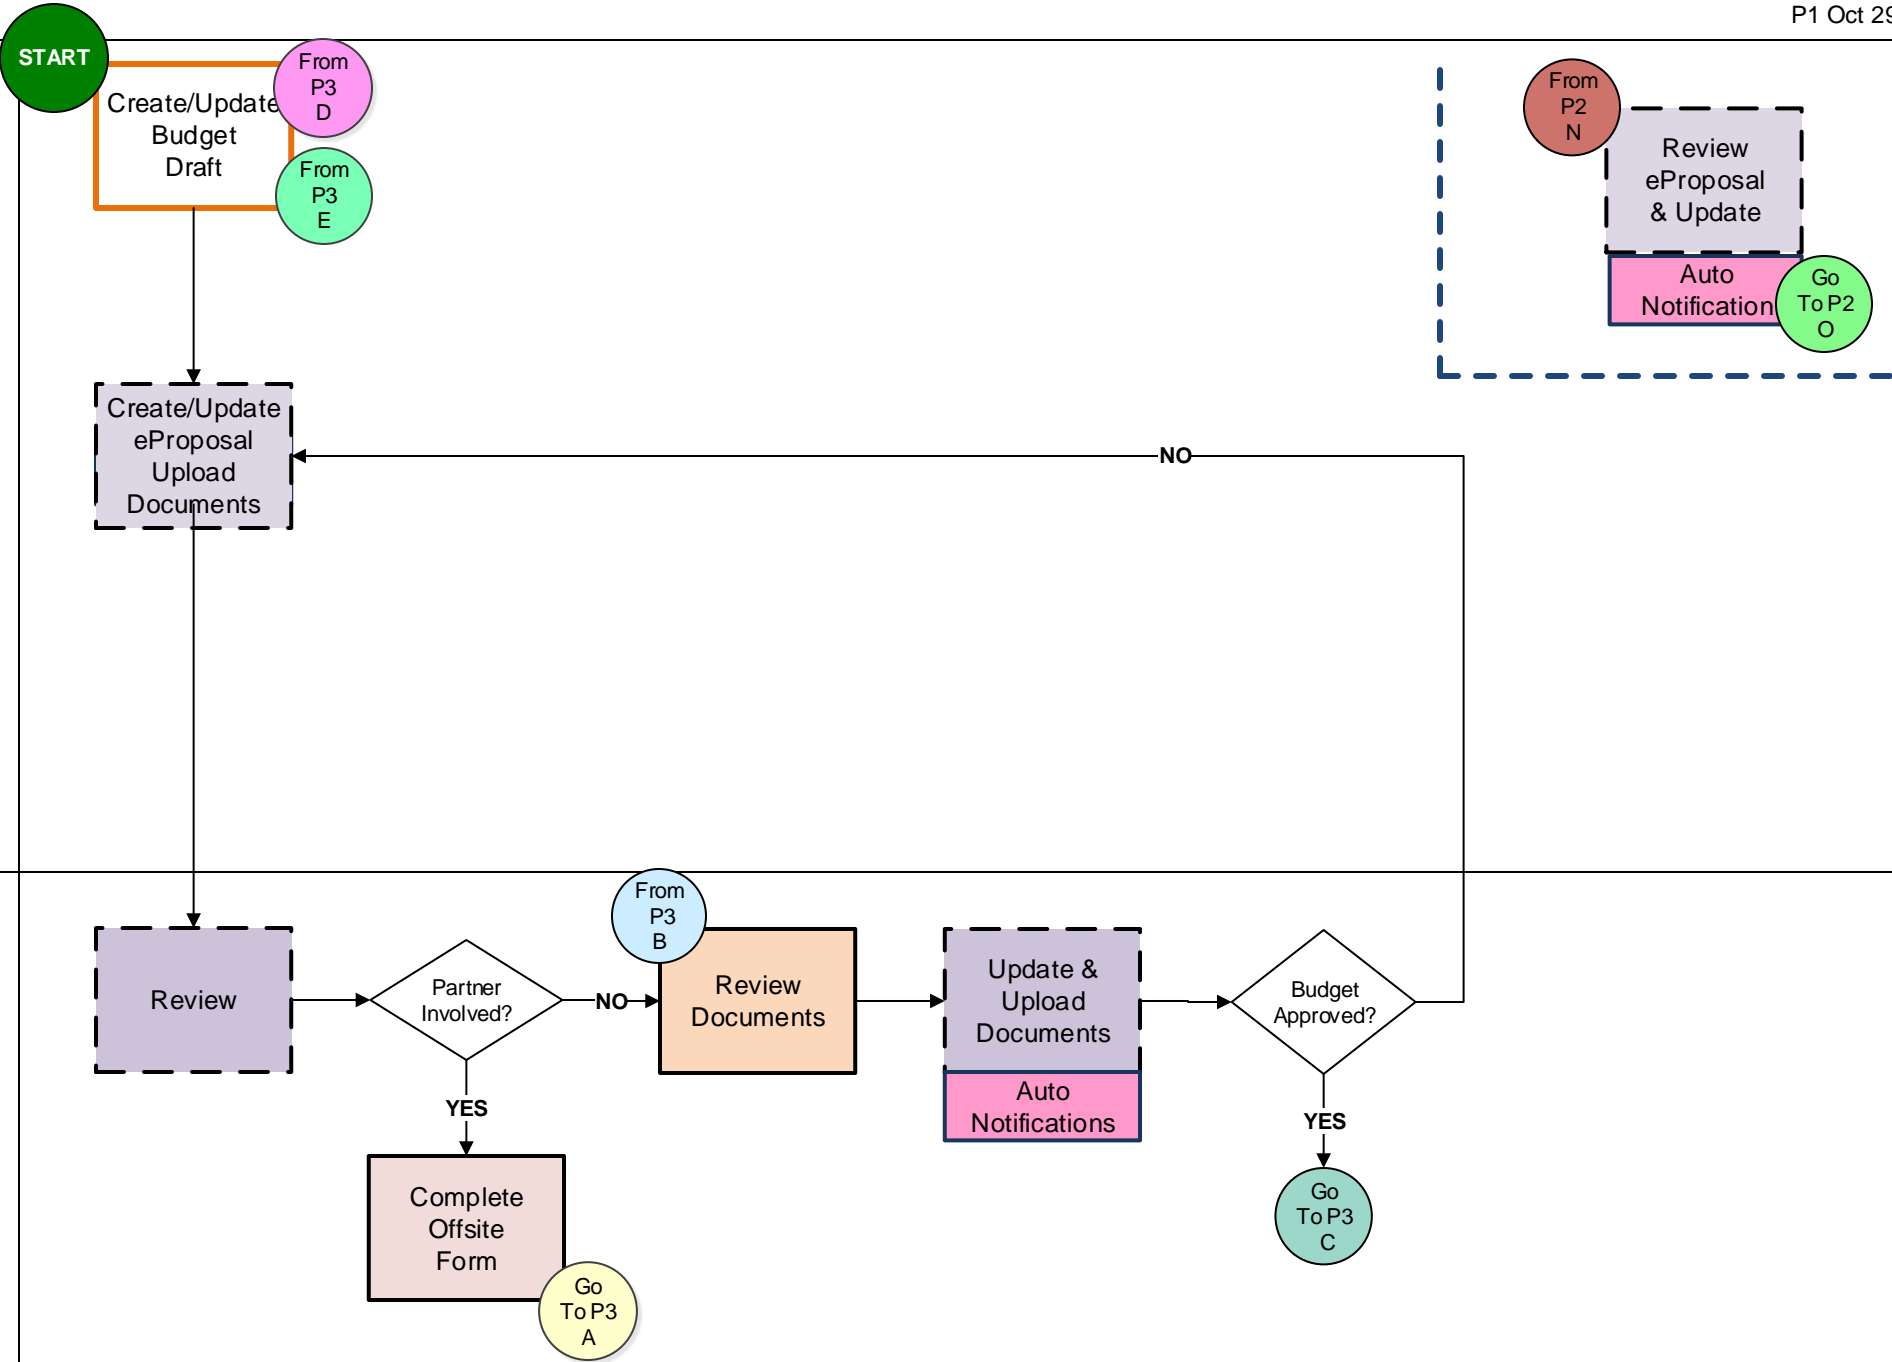 P1 Oct 29
START
Create/Update
Budget
Draft
From
P3
D
From
P3
E
From
P2
N
Review
eProposal
& Update
Auto
Notification
Go
To P2
O
Create/Update
eProposal
Upload
Documents
NO
Review
Partner
Involved?
NO
From
P3
B
Review
Documents
Update &
Upload
Documents
Auto
Notifications
Budget
Approved?
YES
Complete
Offsite
Form
Go
To P3
A
YES
Go
To P3
C